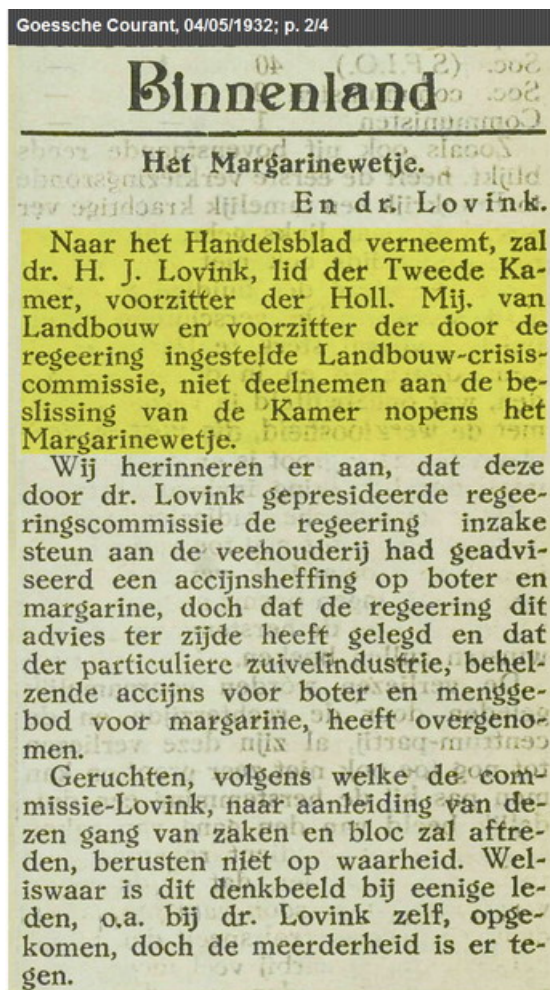 Goessche Courant, 04/05/1932; p. 2/4
Binnenland
Het Margarinewetje.
En dr. Lovink.
Naar het Handelsblad verneemt, zal
dr. H. J. Lovink, lid der Tweede Ka-
mer, voorzitter der Holl. Mij. van
Landbouw en voorzitter der door de
regeering ingestelde Landbouw-crisis-
commissie, niet deelnemen aan de be-
slissing van de Kamer nopens het
Margarinewetje.
Wij herinneren er aan, dat deze
door dr. Lovink gepresideerde regee-
ringscommissie de regeering inzake
steun aan de veehouderij had geadvi-
seerd een accijnsheffing op boter en
margarine, doch dat de regeering dit
advies ter zijde heeft gelegd en dat
der particuliere zuivelindustrie, behel-
zende accijns voor boter en mengge-
bod voor margarine, heeft overgeno-
men.
Geruchten, volgens welke de com-
missie-Lovink, naar aanleiding van de-
zen gang van zaken en bloc zal aftre-
den, berusten niet op waarheid. Wel-
iswaar is dit denkbeeld bij eenige le-
den, o.a. bij dr. Lovink zelf, opge-
komen, doch de meerderheid is er te-
gen.